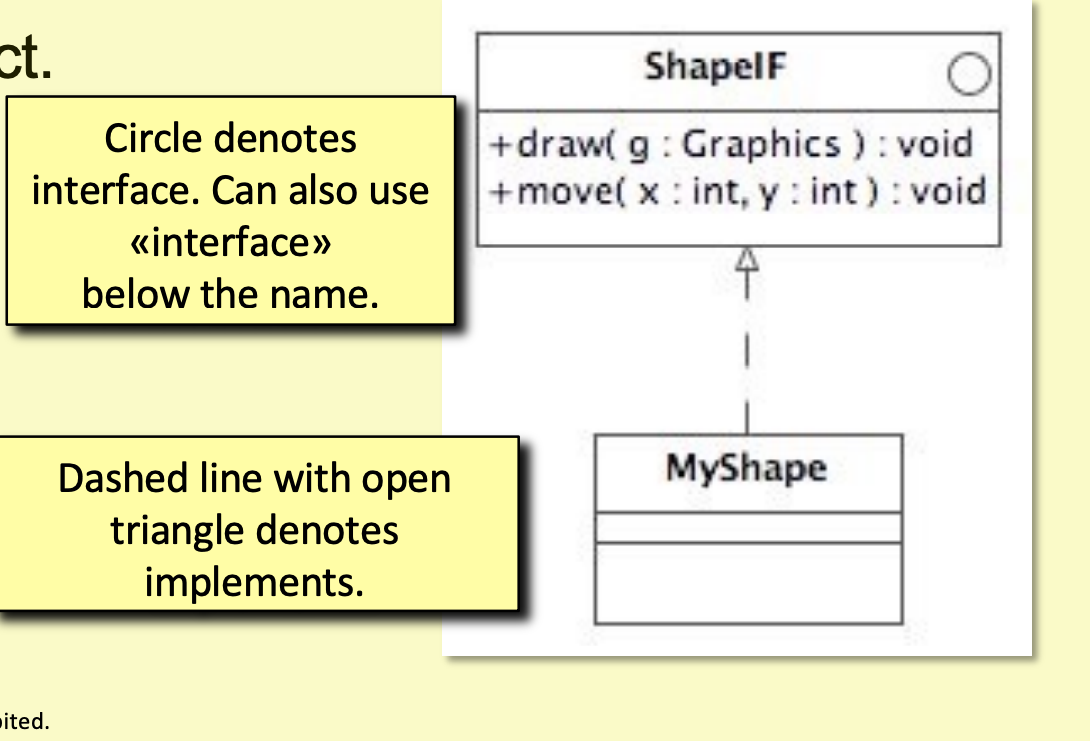 ct.
Circle denotes
interface. Can also use
«interface»
below the name.
ShapeIF
+draw( g : Graphics ) : void
+move( x : int, y : int ) : void
Dashed line with open
triangle denotes
implements.
MyShape
bited.